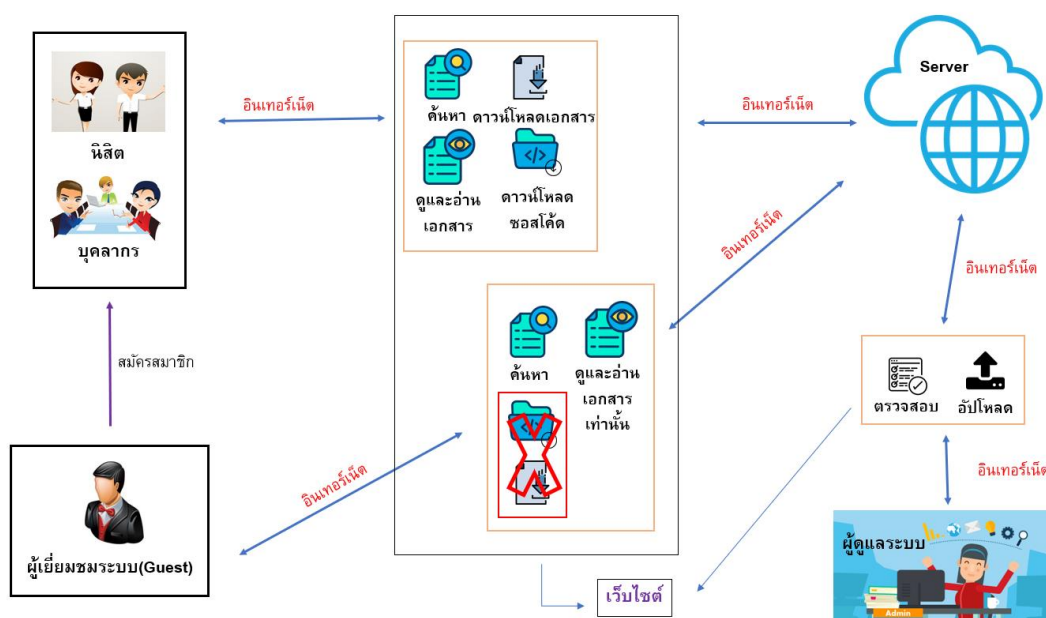 นิสิต
บุคลากร
สมัครสมาชิก
ผู้เยี่ยมชมระบบ(Guest)
อินเทอร์เน็ต
อินเทอร์เน็ต
ค้นหา
ดาวน์โหลดเอกสาร
ดูและอ่าน
เอกสาร
ดาวน์โหลด
ซอสโค้ด
ค้นหา
ดูและอ่าน
เอกสาร
เท่านั้น
เว็บไซต์
อินเทอร์เน็ต
อินเทอร์เน็ต
Server
อินเทอร์เน็ต
ตรวจสอบ
อัปโหลด
อินเทอร์เน็ต
ผู้ดูแลระบบ
Admin